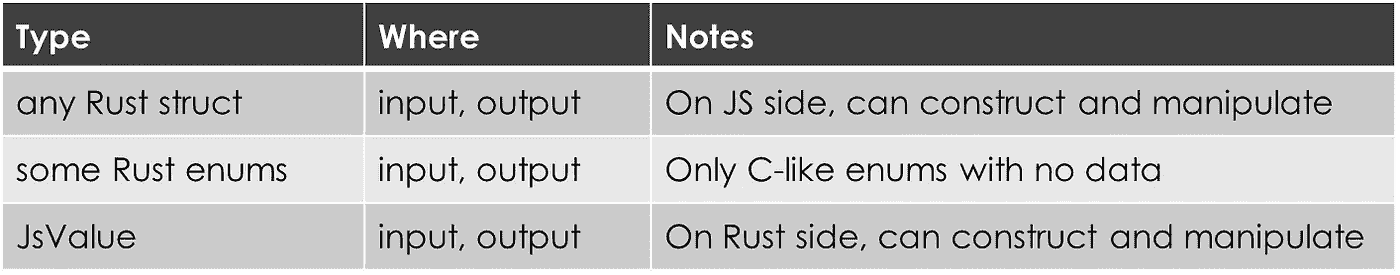 Type Where Notes
any Rust struct input, output On JS side, can construct and manipulate
some Rust enums input, output Only C-like enums with no data
JsValue input, output On Rust side, can construct and manipulate